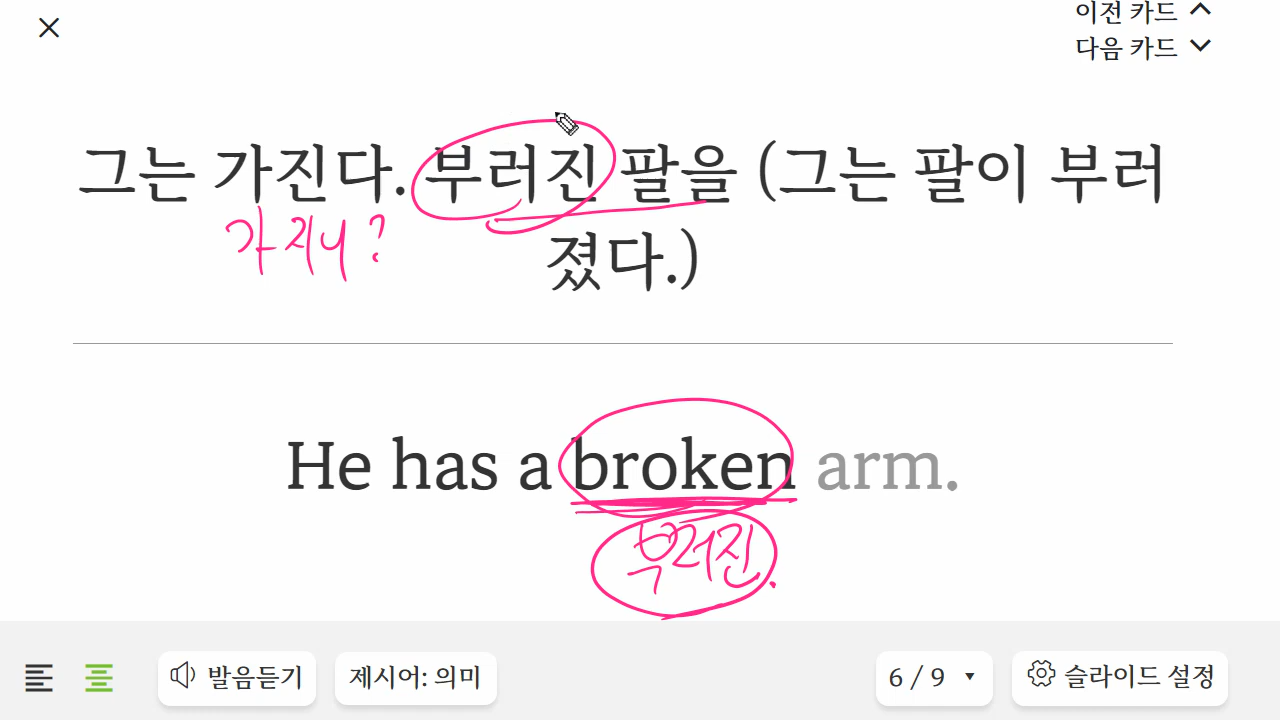 이전 카드
다음 카드
그는 가진다. 부러진 팔을 (그는 팔이 부러
졌다.)
가지니?
He has a broken arm.
부러진.
발음듣기 제시어: 의미 6 / 9 슬라이드 설정